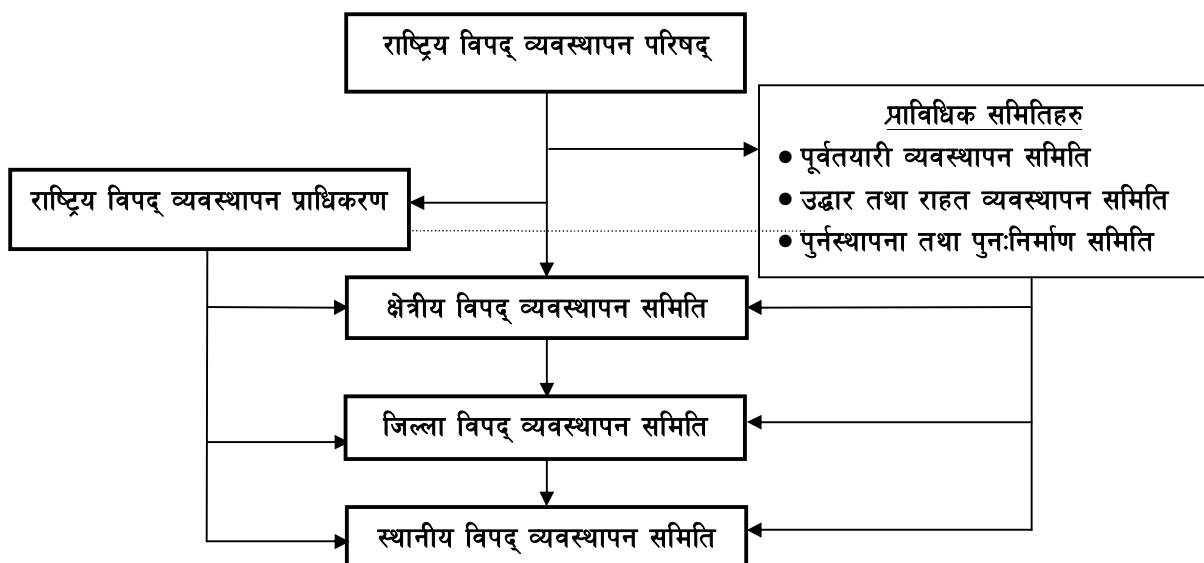 राष्ट्रिय विपद् व्यवस्थापन परिषद्
प्राविधिक समितिहरु
● पूर्वतयारी व्यवस्थापन समिति
● उद्धार तथा राहत व्यवस्थापन समिति
● पुर्नस्थापना तथा पुनःनिर्माण समिति
राष्ट्रिय विपद् व्यवस्थापन प्राधिकरण
क्षेत्रीय विपद् व्यवस्थापन समिति
जिल्ला विपद् व्यवस्थापन समिति
स्थानीय विपद् व्यवस्थापन समिति